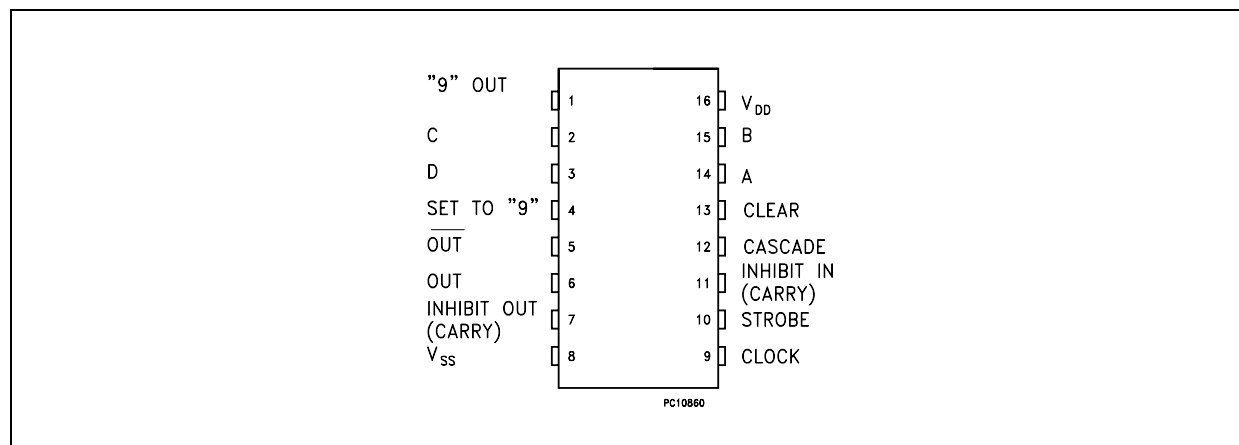 "9" OUT 1 16 V_DD
C 2 15 B
D 3 14 A
SET TO "9" 4 13 CLEAR
O̅U̅T̅ 5 12 CASCADE
OUT 6 11 INHIBIT IN (CARRY)
INHIBIT OUT (CARRY) 7 10 STROBE
V_SS 8 9 CLOCK
PC10860